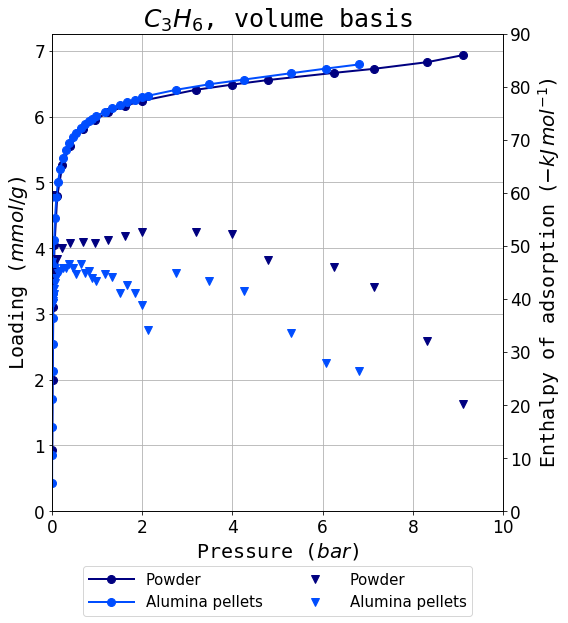 C₃H₆, volume basis
7
6
5
4
3
2
1
0
Loading (mmol/g)
90
80
70
60
50
40
30
20
10
0
Enthalpy of adsorption (−kJ mol⁻¹)
0 2 4 6 8 10
Pressure (bar)
Powder Powder
Alumina pellets Alumina pellets